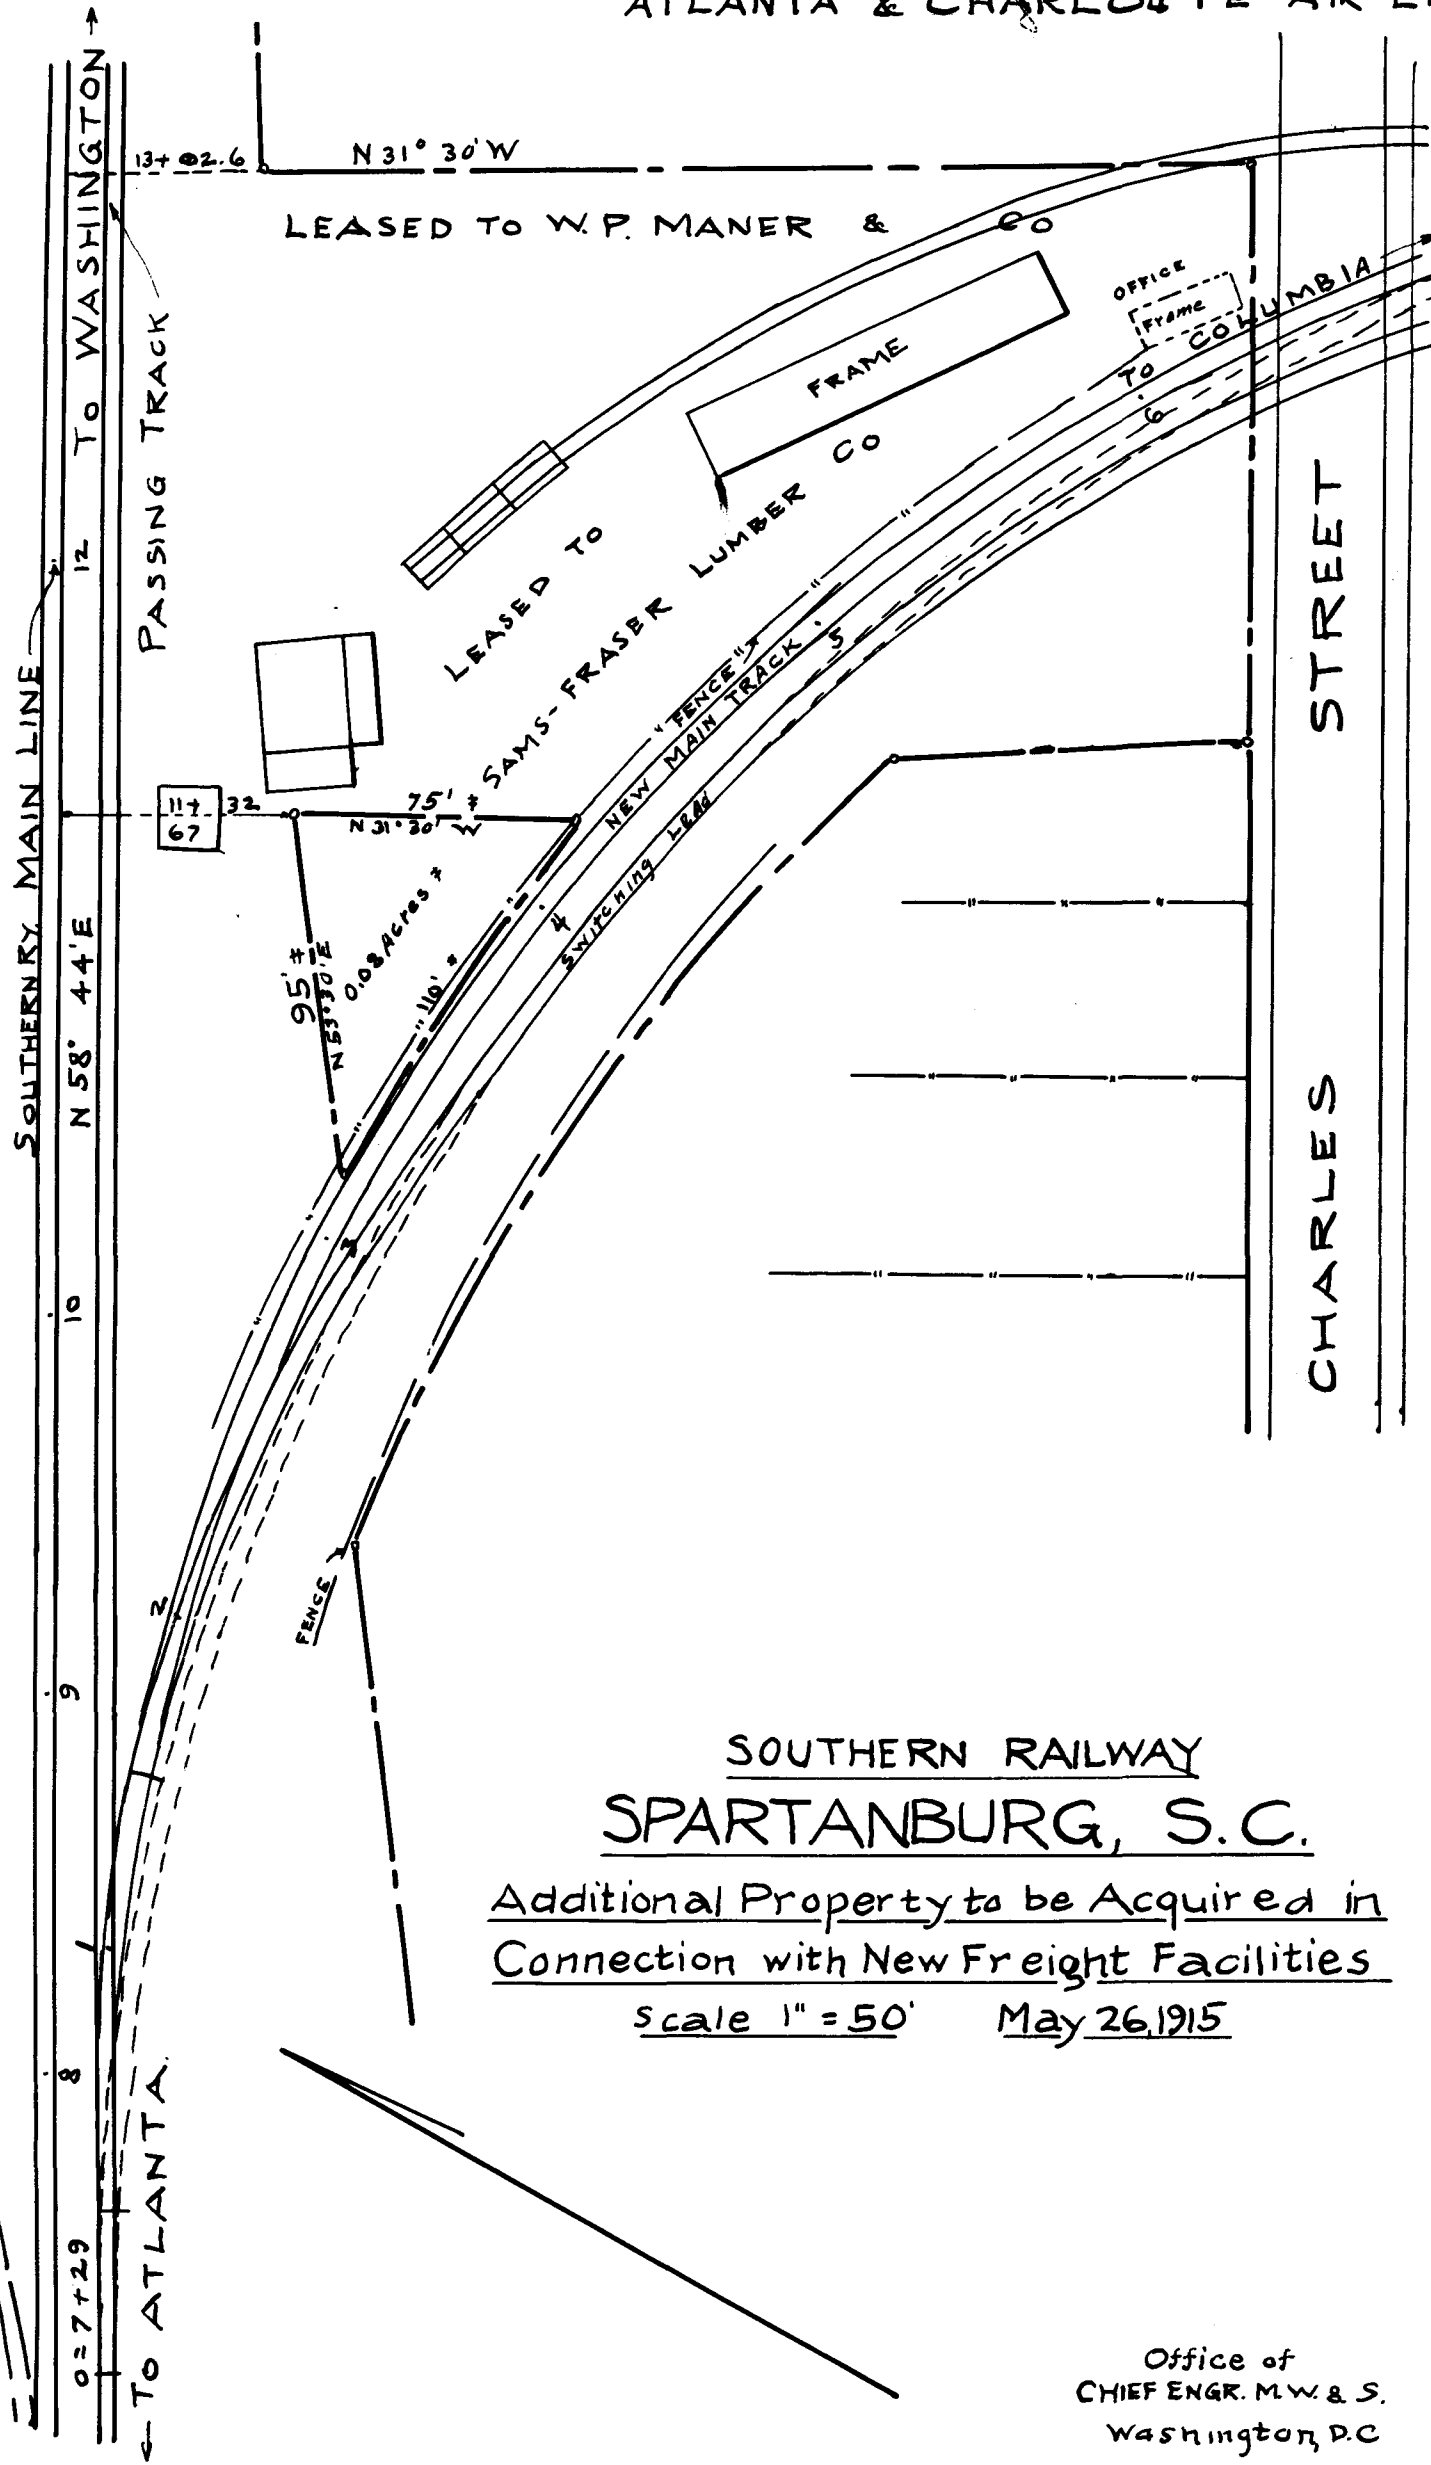 ATLANTA & CHARLOTTE AIR
TO WASHINGTON →
13+02.6
N 31° 30' W
LEASED TO W. P. MANER & CO
PASSING TRACK
OFFICE
Frame
TO COLUMBIA
FRAME
LEASED TO
SAMS-FRASER LUMBER CO
STREET
CHARLES
12
SOUTHERN RY. MAIN LINE
"FENCE"
NEW MAIN TRACK
Switching Lead
6
5
4
3
2
1
11+
67
32
75' ±
N 31° 30' W
95' ±
N 53° 30' E
0.08 Acres ±
110' ±
N 58° 44' E
10
9
8
FENCE
SOUTHERN RAILWAY
SPARTANBURG, S.C.
Additional Property to be Acquired in
Connection with New Freight Facilities
Scale 1" = 50' May 26, 1915
0=7+29
← TO ATLANTA.
Office of
CHIEF ENGR. M.W. & S.
Washington, D.C